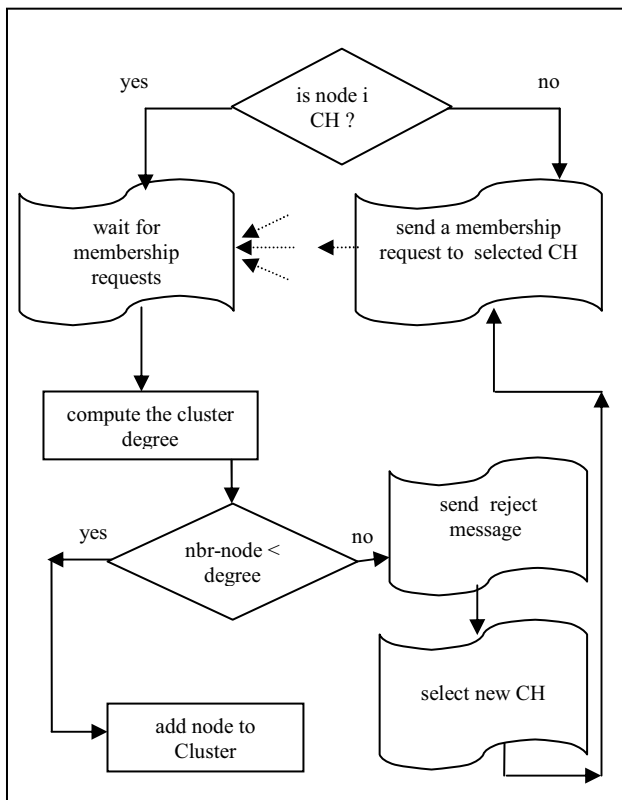 yes
is node i
CH ?
no
wait for
membership
requests
send a membership
request to selected CH
compute the cluster
degree
yes
nbr-node <
degree
no
send reject
message
select new CH
add node to
Cluster